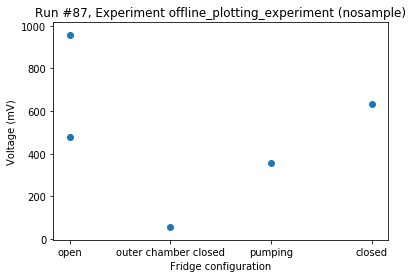 Run #87, Experiment offline_plotting_experiment (nosample)
1000
800
600
400
200
0
Voltage (mV)
open outer chamber closed pumping closed
Fridge configuration